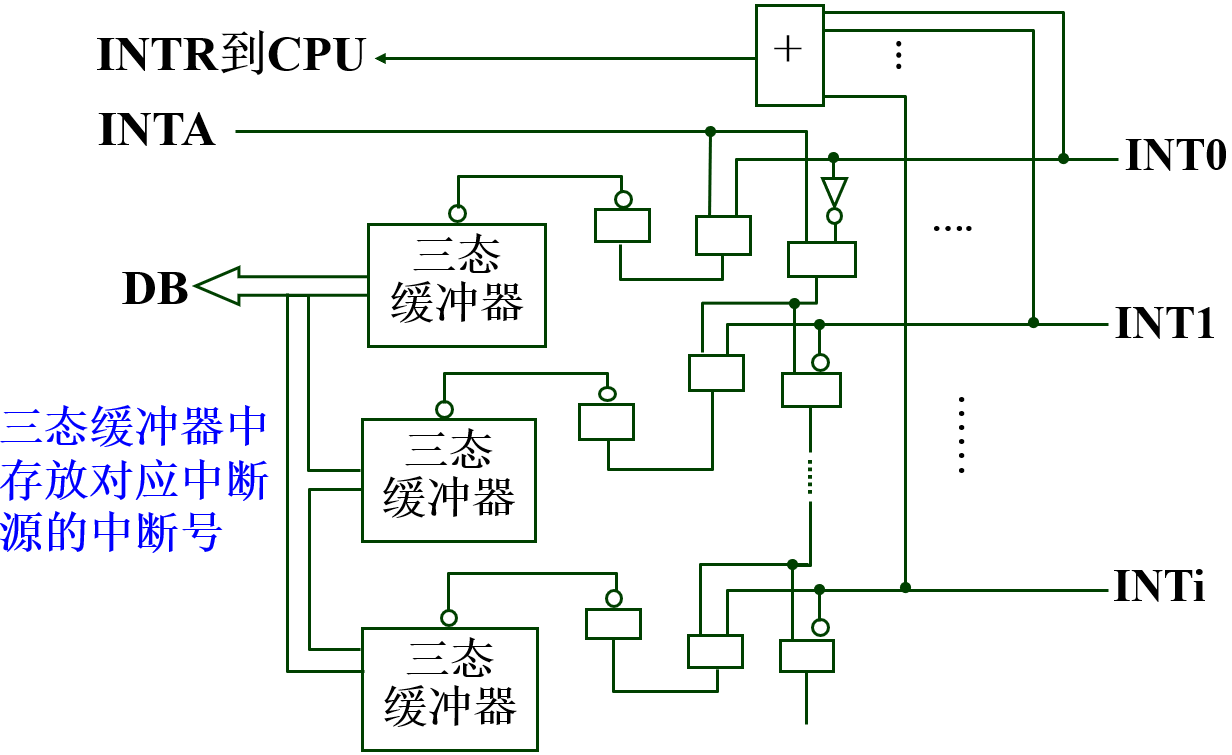 INTR到CPU
+
INTA
INT0
三态
缓冲器
DB
INT1
三态缓冲器中
存放对应中断
源的中断号
三态
缓冲器
INTi
三态
缓冲器